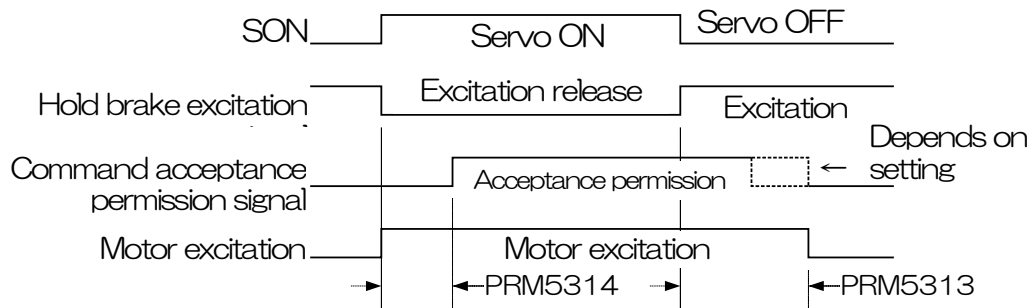 SON
Servo ON
Servo OFF
Hold brake excitation
Excitation release
Excitation
Command acceptance
permission signal
Acceptance permission
Depends on
setting
Motor excitation
Motor excitation
PRM5314
PRM5313